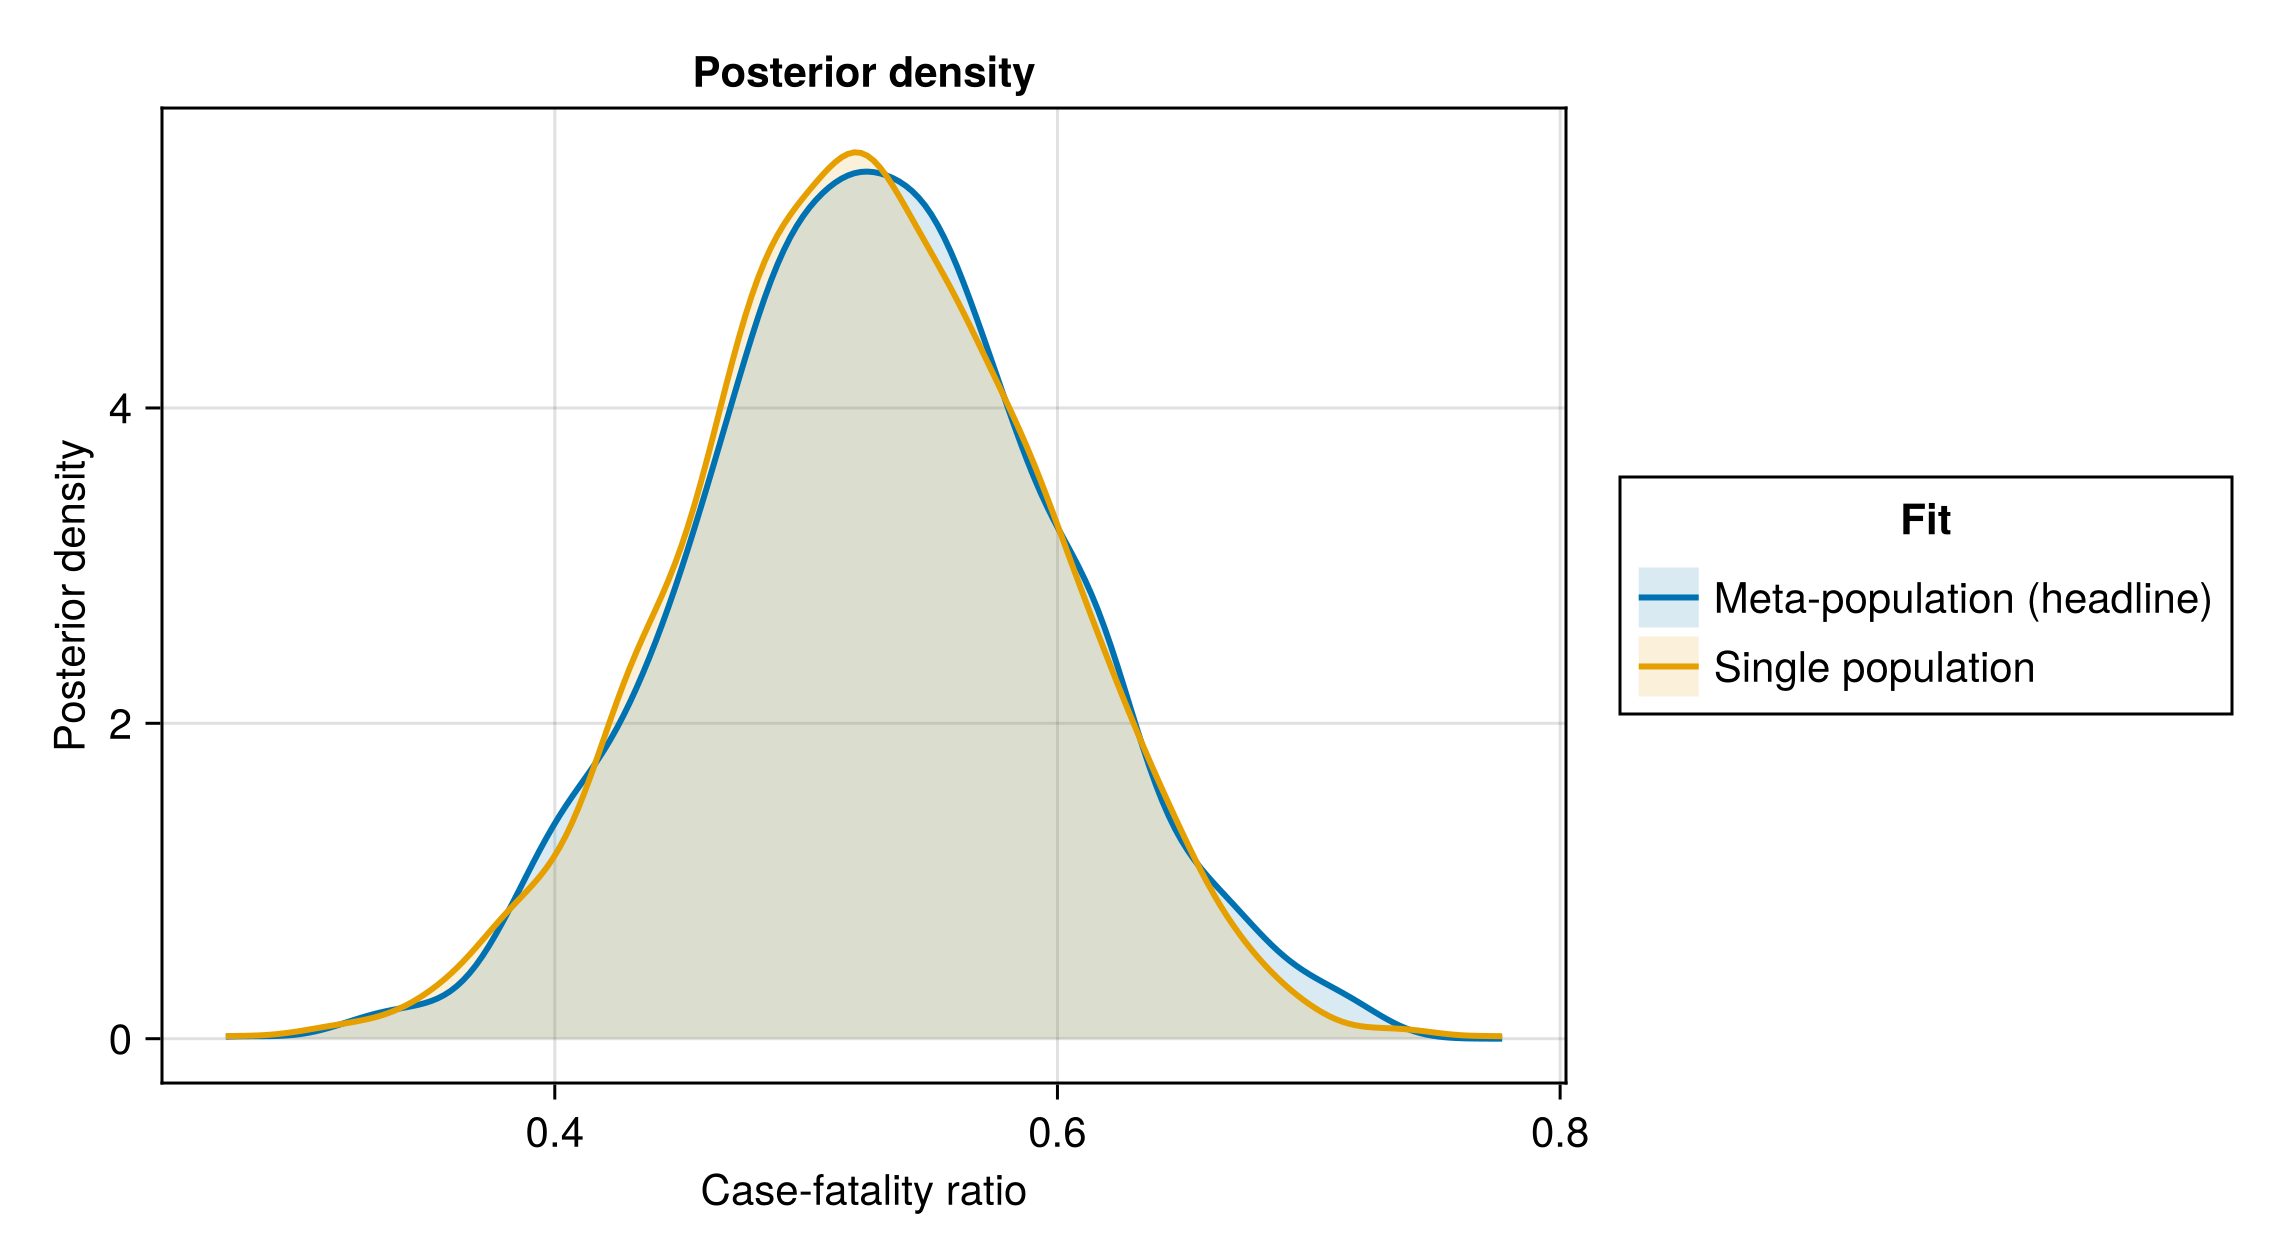 Posterior density
Posterior density
4
2
0
0.4
0.6
0.8
Case-fatality ratio
Fit
Meta-population (headline)
Single population